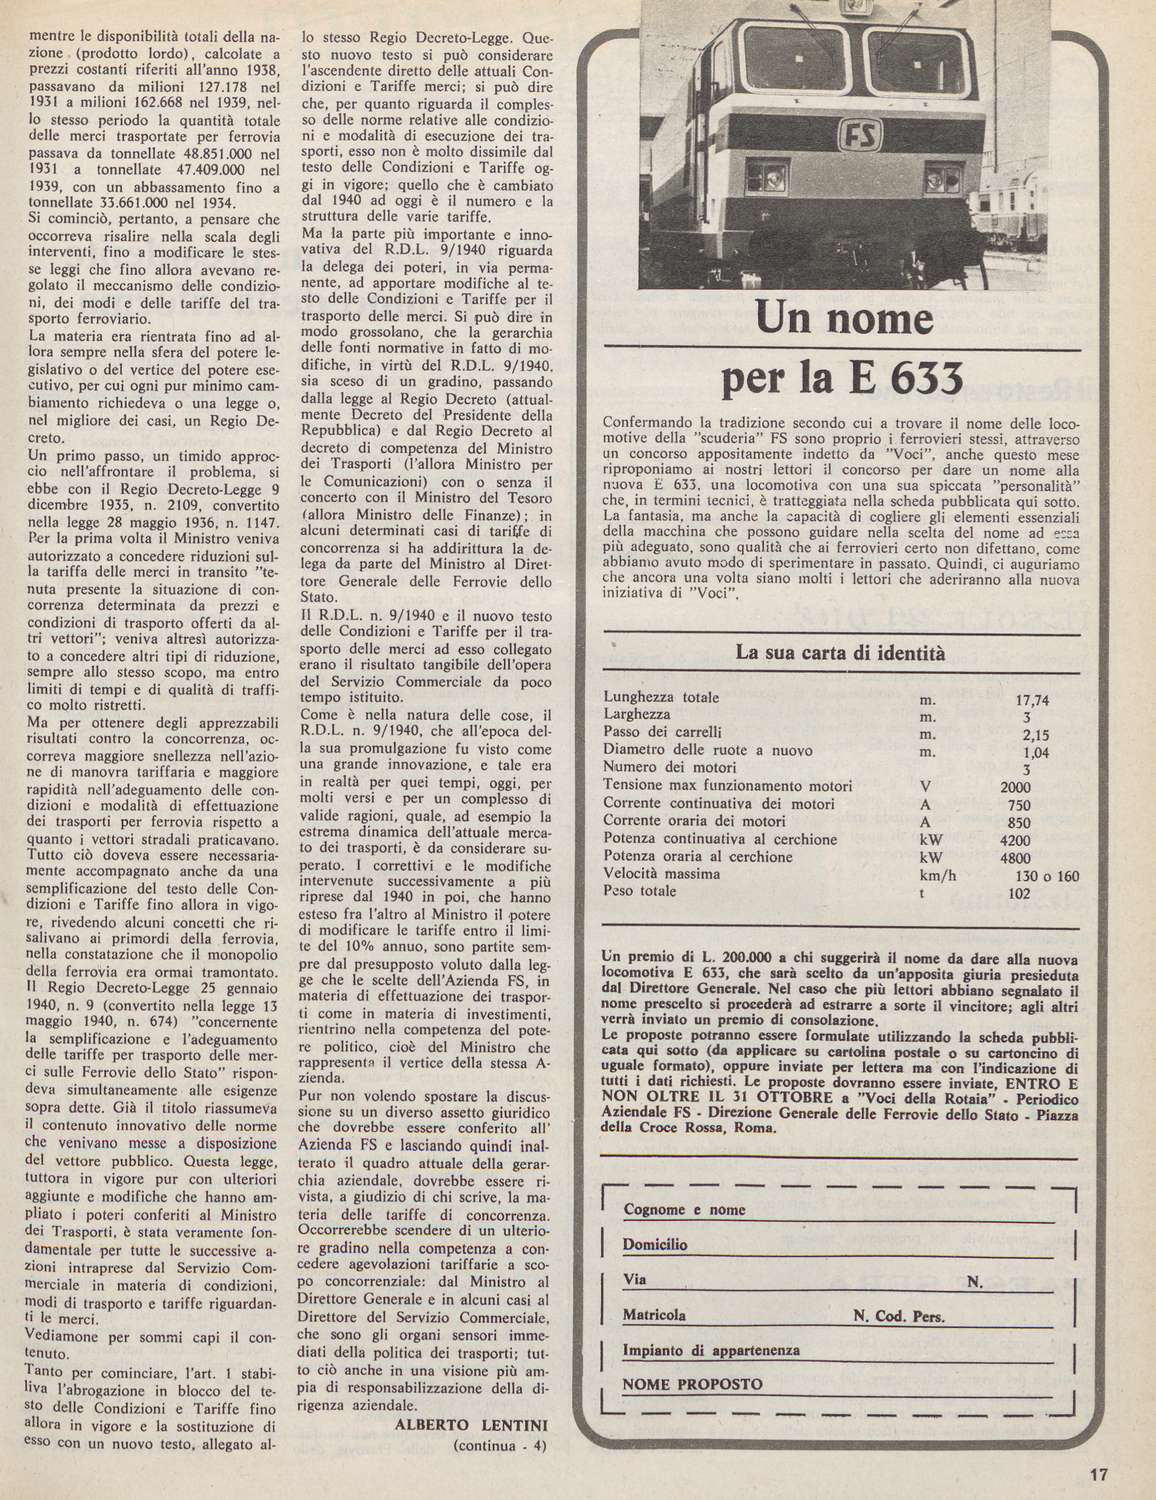 mentre le disponibilità totali della na-
zione (prodotto lordo), calcolate a
prezzi costanti riferiti all'anno 1938,
passavano da milioni 127.178 nel
1931 a milioni 162.668 nel 1939, nel-
lo stesso periodo la quantità totale
delle merci trasportate per ferrovia
passava da tonnellate 48.851.000 nel
1931 a tonnellate 47.409.000 nel
1939, con un abbassamento fino a
tonnellate 33.661.000 nel 1934.
Si cominciò, pertanto, a pensare che
occorreva risalire nella scala degli
interventi, fino a modificare le stes-
se leggi che fino allora avevano re-
golato il meccanismo delle condizio-
ni, dei modi e delle tariffe del tra-
sporto ferroviario.
La materia era rientrata fino ad al-
lora sempre nella sfera del potere le-
gislativo o del vertice del potere ese-
cutivo, per cui ogni pur minimo cam-
biamento richiedeva o una legge o,
nel migliore dei casi, un Regio De-
creto.
Un primo passo, un timido approc-
cio nell'affrontare il problema, si
ebbe con il Regio Decreto-Legge 9
dicembre 1935, n. 2109, convertito
nella legge 28 maggio 1936, n. 1147.
Per la prima volta il Ministro veniva
autorizzato a concedere riduzioni sul-
la tariffa delle merci in transito "te-
nuta presente la situazione di con-
correnza determinata da prezzi e
condizioni di trasporto offerti da al-
tri vettori"; veniva altresì autorizza-
to a concedere altri tipi di riduzione,
sempre allo stesso scopo, ma entro
limiti di tempi e di qualità di traffi-
co molto ristretti.
Ma per ottenere degli apprezzabili
risultati contro la concorrenza, oc-
correva maggiore snellezza nell'azio-
ne di manovra tariffaria e maggiore
rapidità nell'adeguamento delle con-
dizioni e modalità di effettuazione
dei trasporti per ferrovia rispetto a
quanto i vettori stradali praticavano.
Tutto ciò doveva essere necessaria-
mente accompagnato anche da una
semplificazione del testo delle Con-
dizioni e Tariffe fino allora in vigo-
re, rivedendo alcuni concetti che ri-
salivano ai primordi della ferrovia,
nella constatazione che il monopolio
della ferrovia era ormai tramontato.
Il Regio Decreto-Legge 25 gennaio
1940, n. 9 (convertito nella legge 13
maggio 1940, n. 674) "concernente
la semplificazione e l'adeguamento
delle tariffe per trasporto delle mer-
ci sulle Ferrovie dello Stato" rispon-
deva simultaneamente alle esigenze
sopra dette. Già il titolo riassumeva
il contenuto innovativo delle norme
che venivano messe a disposizione
del vettore pubblico. Questa legge,
tuttora in vigore pur con ulteriori
aggiunte e modifiche che hanno am-
pliato i poteri conferiti al Ministro
dei Trasporti, è stata veramente fon-
damentale per tutte le successive a-
zioni intraprese dal Servizio Com-
merciale in materia di condizioni,
modi di trasporto e tariffe riguardan-
ti le merci.
Vediamone per sommi capi il con-
tenuto.
Tanto per cominciare, l'art. 1 stabi-
liva l'abrogazione in blocco del te-
sto delle Condizioni e Tariffe fino
allora in vigore e la sostituzione di
esso con un nuovo testo, allegato al-
lo stesso Regio Decreto-Legge. Que-
sto nuovo testo si può considerare
l'ascendente diretto delle attuali Con-
dizioni e Tariffe merci; si può dire
che, per quanto riguarda il comples-
so delle norme relative alle condizio-
ni e modalità di esecuzione dei tra-
sporti, esso non è molto dissimile dal
testo delle Condizioni e Tariffe og-
gi in vigore; quello che è cambiato
dal 1940 ad oggi è il numero e la
struttura delle varie tariffe.
Ma la parte più importante e inno-
vativa del R.D.L. 9/1940 riguarda
la delega dei poteri, in via perma-
nente, ad apportare modifiche al te-
sto delle Condizioni e Tariffe per il
trasporto delle merci. Si può dire in
modo grossolano, che la gerarchia
delle fonti normative in fatto di mo-
difiche, in virtù del R.D.L. 9/1940,
sia sceso di un gradino, passando
dalla legge al Regio Decreto (attual-
mente Decreto del Presidente della
Repubblica) e dal Regio Decreto al
decreto di competenza del Ministro
dei Trasporti (l'allora Ministro per
le Comunicazioni) con o senza il
concerto con il Ministro del Tesoro
(allora Ministro delle Finanze); in
alcuni determinati casi di tariffe di
concorrenza si ha addirittura la de-
lega da parte del Ministro al Diret-
tore Generale delle Ferrovie dello
Stato.
Il R.D.L. n. 9/1940 e il nuovo testo
delle Condizioni e Tariffe per il tra-
sporto delle merci ad esso collegato
erano il risultato tangibile dell'opera
del Servizio Commerciale da poco
tempo istituito.
Come è nella natura delle cose, il
R.D.L. n. 9/1940, che all'epoca del-
la sua promulgazione fu visto come
una grande innovazione, e tale era
in realtà per quei tempi, oggi, per
molti versi e per un complesso di
valide ragioni, quale, ad esempio la
estrema dinamica dell'attuale merca-
to dei trasporti, è da considerare su-
perato. I correttivi e le modifiche
intervenute successivamente a più
riprese dal 1940 in poi, che hanno
esteso fra l'altro al Ministro il potere
di modificare le tariffe entro il limi-
te del 10% annuo, sono partite sem-
pre dal presupposto voluto dalla leg-
ge che le scelte dell'Azienda FS, in
materia di effettuazione dei traspor-
ti come in materia di investimenti,
rientrino nella competenza del pote-
re politico, cioè del Ministro che
rappresenta il vertice della stessa A-
zienda.
Pur non volendo spostare la discus-
sione su un diverso assetto giuridico
che dovrebbe essere conferito all'
Azienda FS e lasciando quindi inal-
terato il quadro attuale della gerar-
chia aziendale, dovrebbe essere ri-
vista, a giudizio di chi scrive, la ma-
teria delle tariffe di concorrenza.
Occorrerebbe scendere di un ulterio-
re gradino nella competenza a con-
cedere agevolazioni tariffarie a sco-
po concorrenziale: dal Ministro al
Direttore Generale e in alcuni casi al
Direttore del Servizio Commerciale,
che sono gli organi sensori imme-
diati della politica dei trasporti; tut-
to ciò anche in una visione più am-
pia di responsabilizzazione della di-
rigenza aziendale.
ALBERTO LENTINI
(continua - 4)
FS
Un nome
per la E 633
Confermando la tradizione secondo cui a trovare il nome delle loco-
motive della "scuderia" FS sono proprio i ferrovieri stessi, attraverso
un concorso appositamente indetto da "Voci", anche questo mese
riproponiamo ai nostri lettori il concorso per dare un nome alla
nuova E 633, una locomotiva con una sua spiccata "personalità"
che, in termini tecnici, è tratteggiata nella scheda pubblicata qui sotto.
La fantasia, ma anche la capacità di cogliere gli elementi essenziali
della macchina che possono guidare nella scelta del nome ad essa
più adeguato, sono qualità che ai ferrovieri certo non difettano, come
abbiamo avuto modo di sperimentare in passato. Quindi, ci auguriamo
che ancora una volta siano molti i lettori che aderiranno alla nuova
iniziativa di "Voci".
La sua carta di identità
Lunghezza totale m. 17,74
Larghezza m. 3
Passo dei carrelli m. 2,15
Diametro delle ruote a nuovo m. 1,04
Numero dei motori 3
Tensione max funzionamento motori V 2000
Corrente continuativa dei motori A 750
Corrente oraria dei motori A 850
Potenza continuativa al cerchione kW 4200
Potenza oraria al cerchione kW 4800
Velocità massima km/h 130 o 160
Peso totale t 102
Un premio di L. 200.000 a chi suggerirà il nome da dare alla nuova
locomotiva E 633, che sarà scelto da un'apposita giuria presieduta
dal Direttore Generale. Nel caso che più lettori abbiano segnalato il
nome prescelto si procederà ad estrarre a sorte il vincitore; agli altri
verrà inviato un premio di consolazione.
Le proposte potranno essere formulate utilizzando la scheda pubbli-
cata qui sotto (da applicare su cartolina postale o su cartoncino di
uguale formato), oppure inviate per lettera ma con l'indicazione di
tutti i dati richiesti. Le proposte dovranno essere inviate, ENTRO E
NON OLTRE IL 31 OTTOBRE a "Voci della Rotaia" - Periodico
Aziendale FS - Direzione Generale delle Ferrovie dello Stato - Piazza
della Croce Rossa, Roma.
Cognome e nome
Domicilio
Via N.
Matricola N. Cod. Pers.
Impianto di appartenenza
NOME PROPOSTO
17